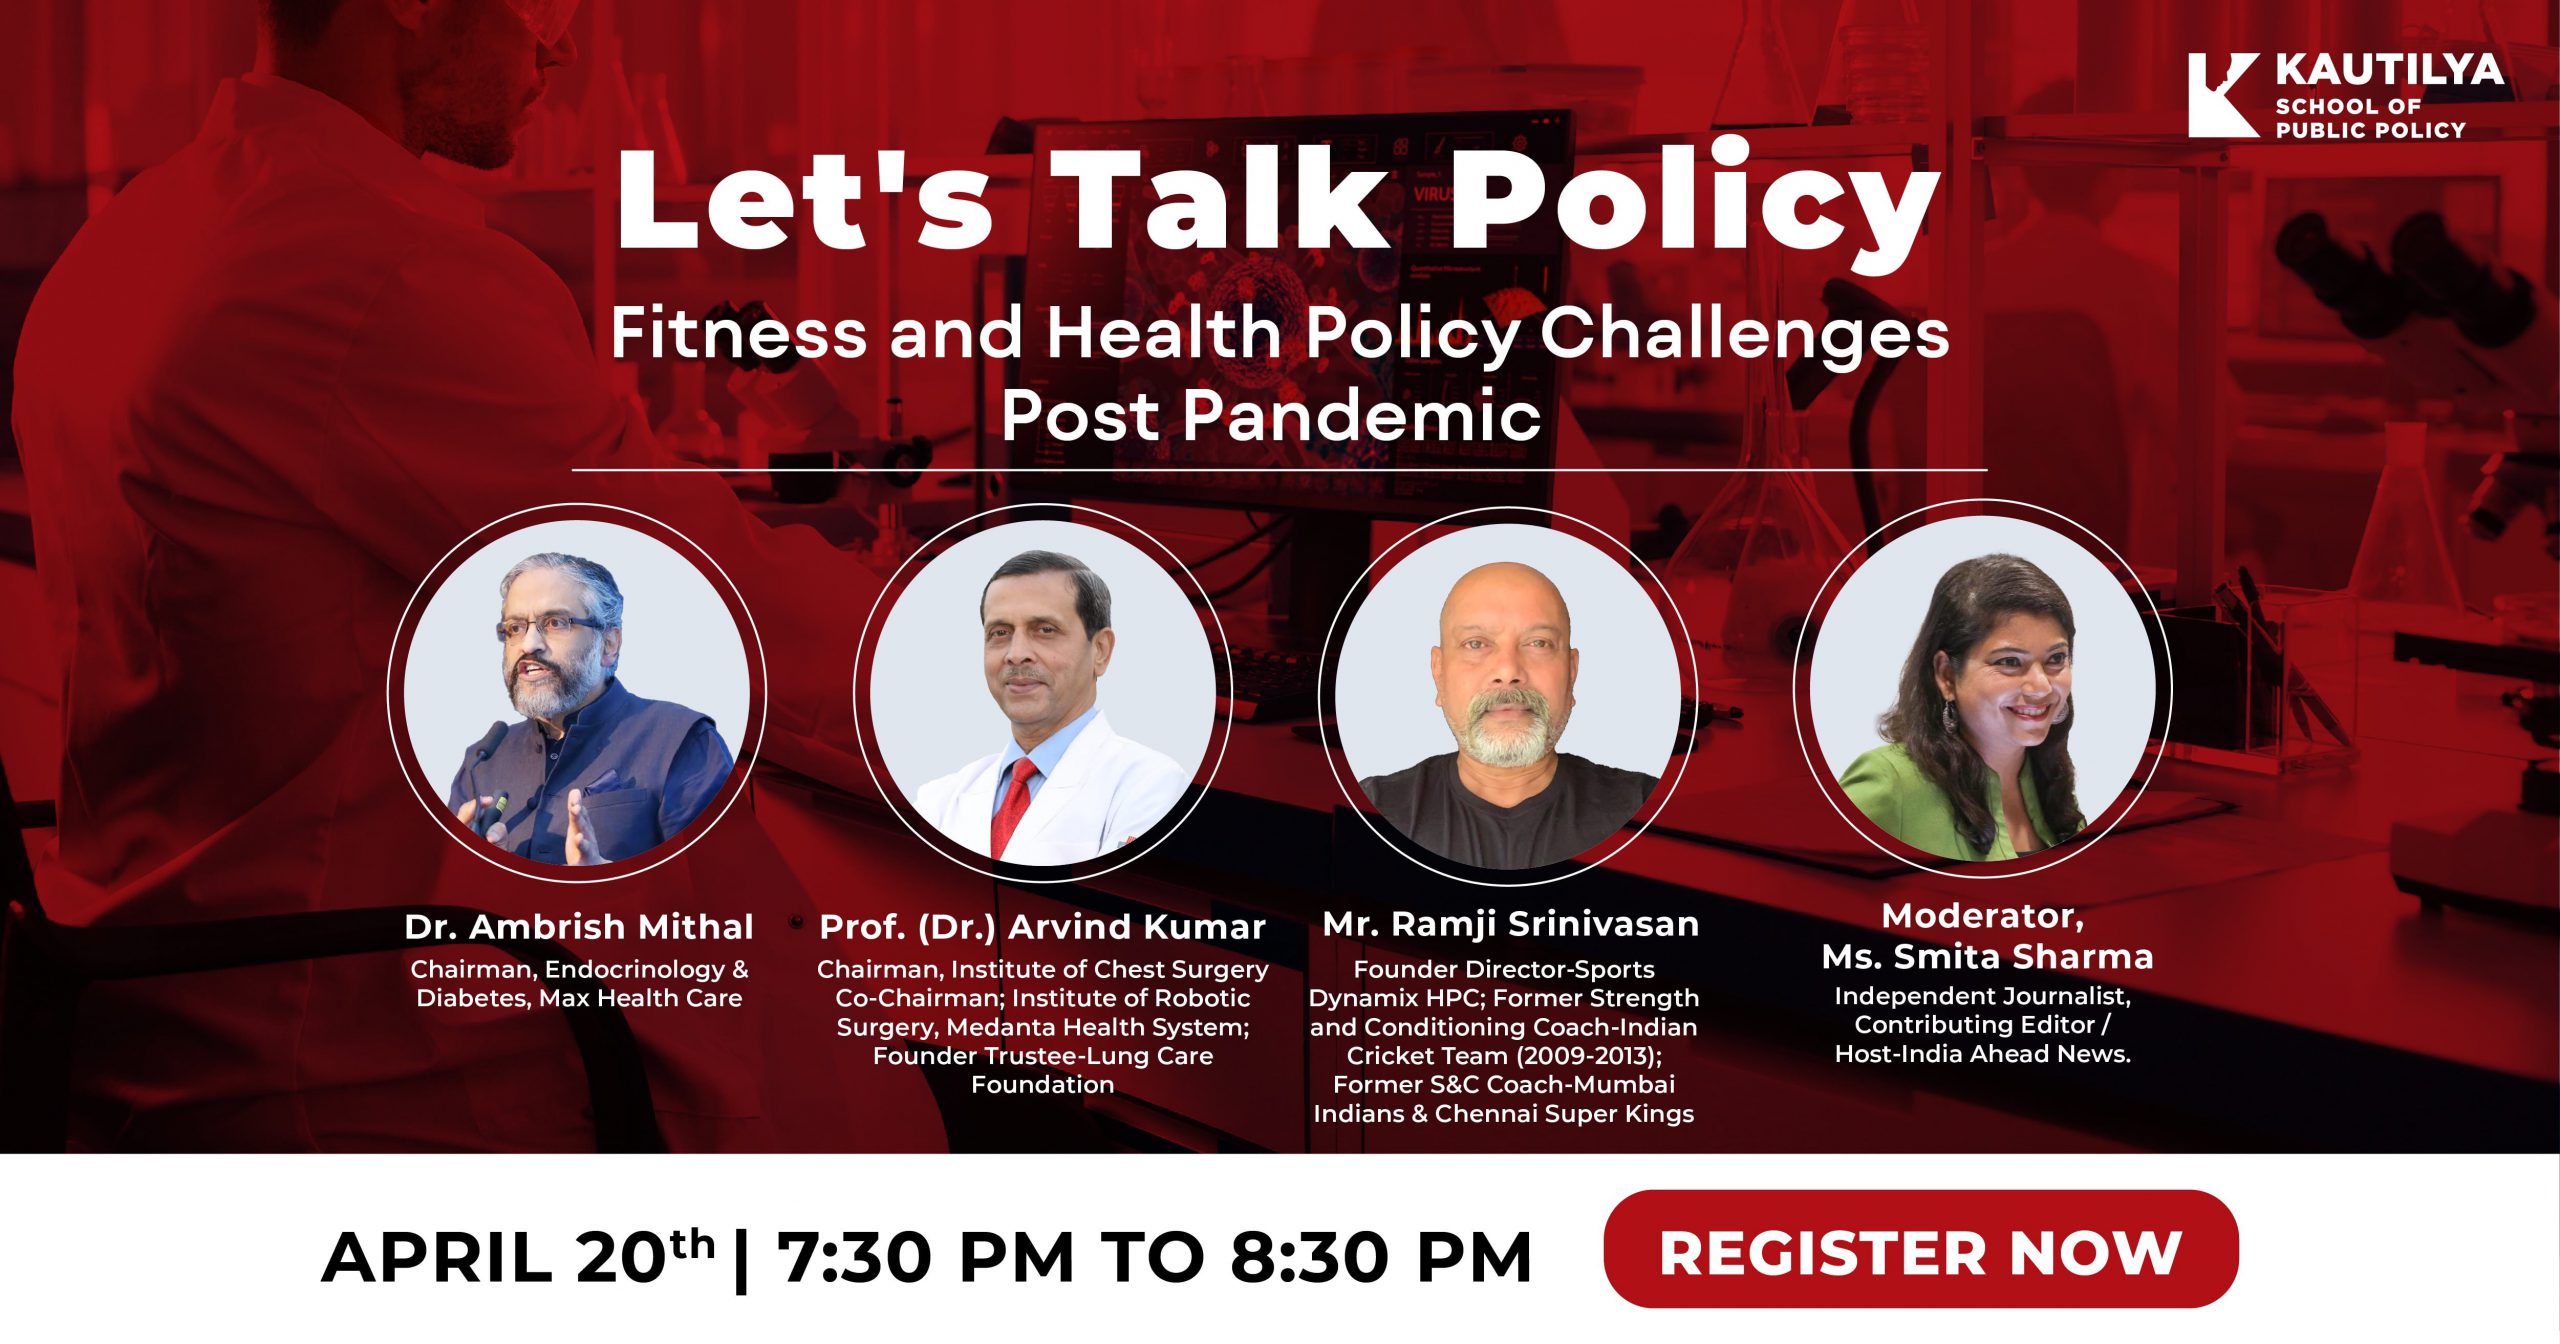 KAUTILYA
SCHOOL OF
PUBLIC POLICY
Let's Talk Policy
Fitness and Health Policy Challenges
Post Pandemic
VIRUS
Dr. Ambrish Mithal
Chairman, Endocrinology &
Diabetes, Max Health Care
Prof. (Dr.) Arvind Kumar
Chairman, Institute of Chest Surgery
Co-Chairman; Institute of Robotic
Surgery, Medanta Health System;
Founder Trustee-Lung Care
Foundation
Mr. Ramji Srinivasan
Founder Director-Sports
Dynamix HPC; Former Strength
and Conditioning Coach-Indian
Cricket Team (2009-2013);
Former S&C Coach-Mumbai
Indians & Chennai Super Kings
Moderator,
Ms. Smita Sharma
Independent Journalist,
Contributing Editor /
Host-India Ahead News.
APRIL 20th | 7:30 PM TO 8:30 PM
REGISTER NOW